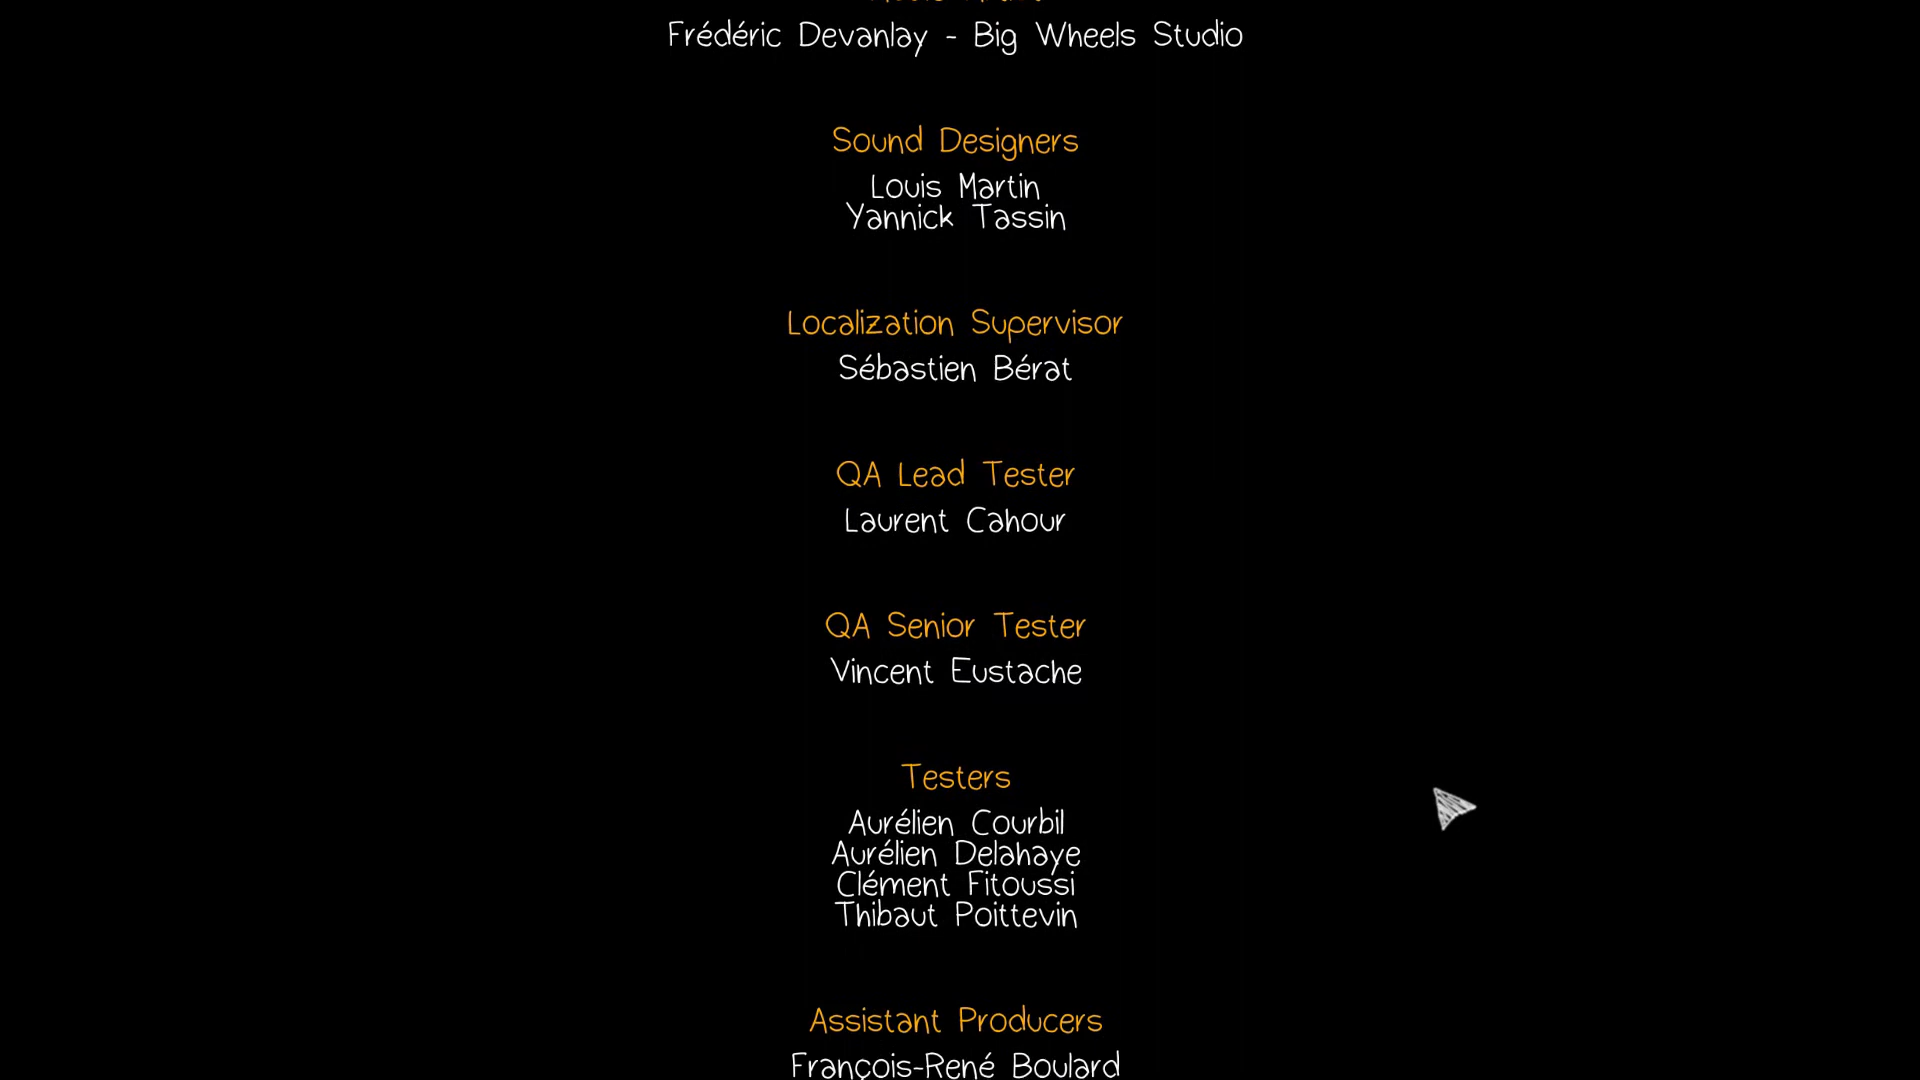 Frédéric Devanlay - Big Wheels Studio
Sound Designers
Louis Martin
Yannick Tassin
Localization Supervisor
Sébastien Bérat
QA Lead Tester
Laurent Cahour
QA Senior Tester
Vincent Eustache
Testers
Aurélien Courbil
Aurélien Delahaye
Clément Fitoussi
Thibaut Poittevin
Assistant Producers
François-René Boulard